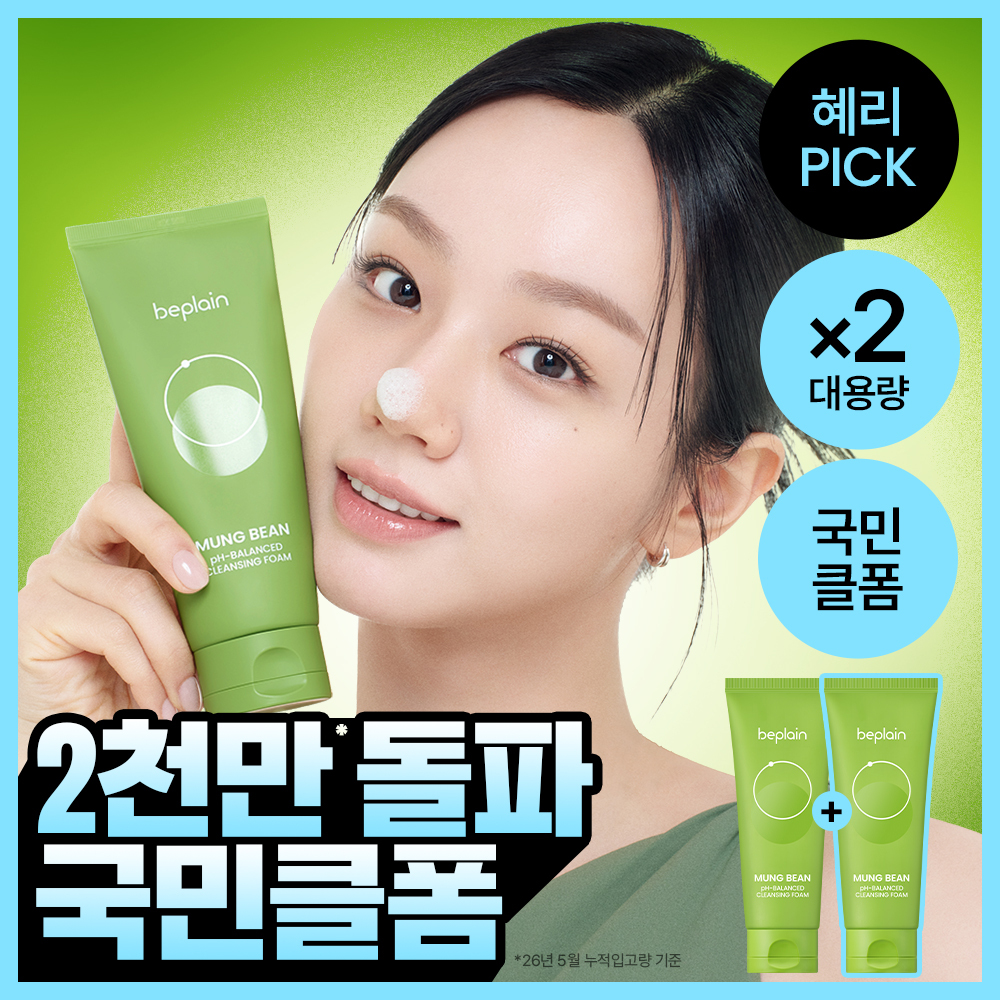 혜리
PICK
×2
대용량
국민
클폼
beplain
MUNG BEAN
pH-BALANCED
CLEANSING FOAM
2천만* 돌파
국민클폼
*26년 5월 누적입고량 기준
beplain
MUNG BEAN
pH-BALANCED
CLEANSING FOAM
+
beplain
MUNG BEAN
pH-BALANCED
CLEANSING FOAM